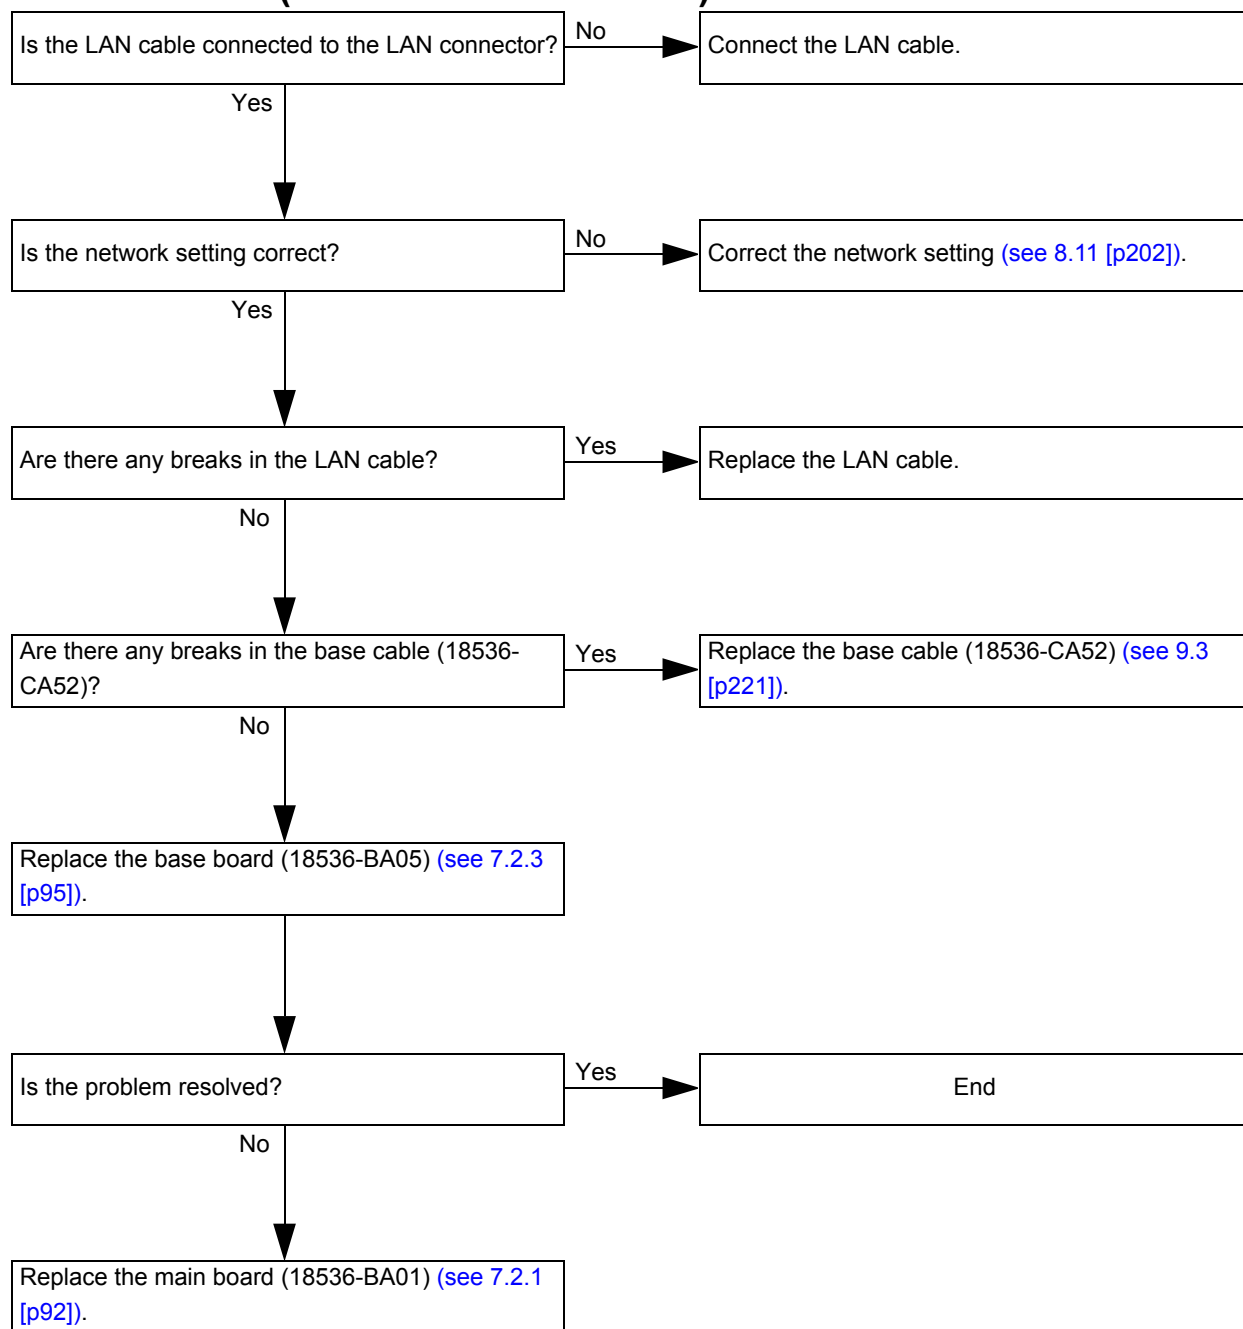 Is the LAN cable connected to the LAN connector?
No
Connect the LAN cable.
Yes
Is the network setting correct?
No
Correct the network setting (see 8.11 [p202]).
Yes
Are there any breaks in the LAN cable?
Yes
Replace the LAN cable.
No
Are there any breaks in the base cable (18536-
CA52)?
Yes
Replace the base cable (18536-CA52) (see 9.3
[p221]).
No
Replace the base board (18536-BA05) (see 7.2.3
[p95]).
Is the problem resolved?
Yes
End
No
Replace the main board (18536-BA01) (see 7.2.1
[p92]).